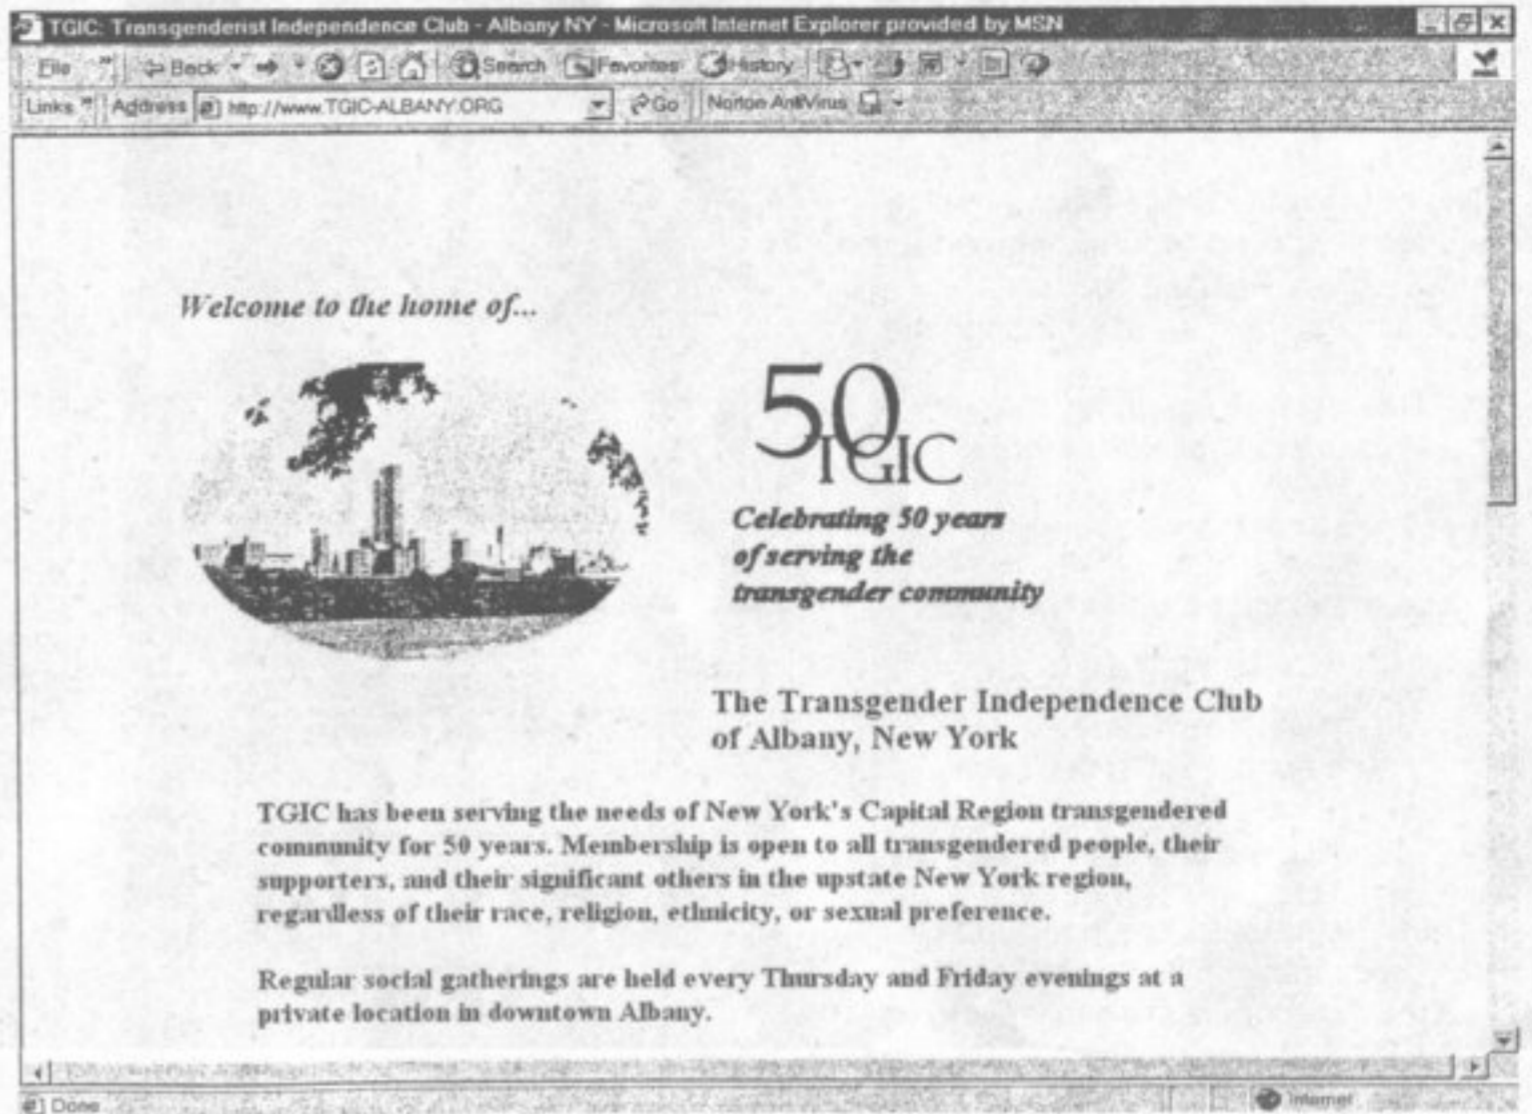 TGIC: Transgenderist Independence Club - Albany NY - Microsoft Internet Explorer provided by MSN
File » Back Search Favorites History
Links » Address http://www.TGIC-ALBANY.ORG Go Norton AntiVirus
Welcome to the home of...
50
TGIC
Celebrating 50 years
of serving the
transgender community
The Transgender Independence Club
of Albany, New York
TGIC has been serving the needs of New York's Capital Region transgendered
community for 50 years. Membership is open to all transgendered people, their
supporters, and their significant others in the upstate New York region,
regardless of their race, religion, ethnicity, or sexual preference.
Regular social gatherings are held every Thursday and Friday evenings at a
private location in downtown Albany.
Done Internet